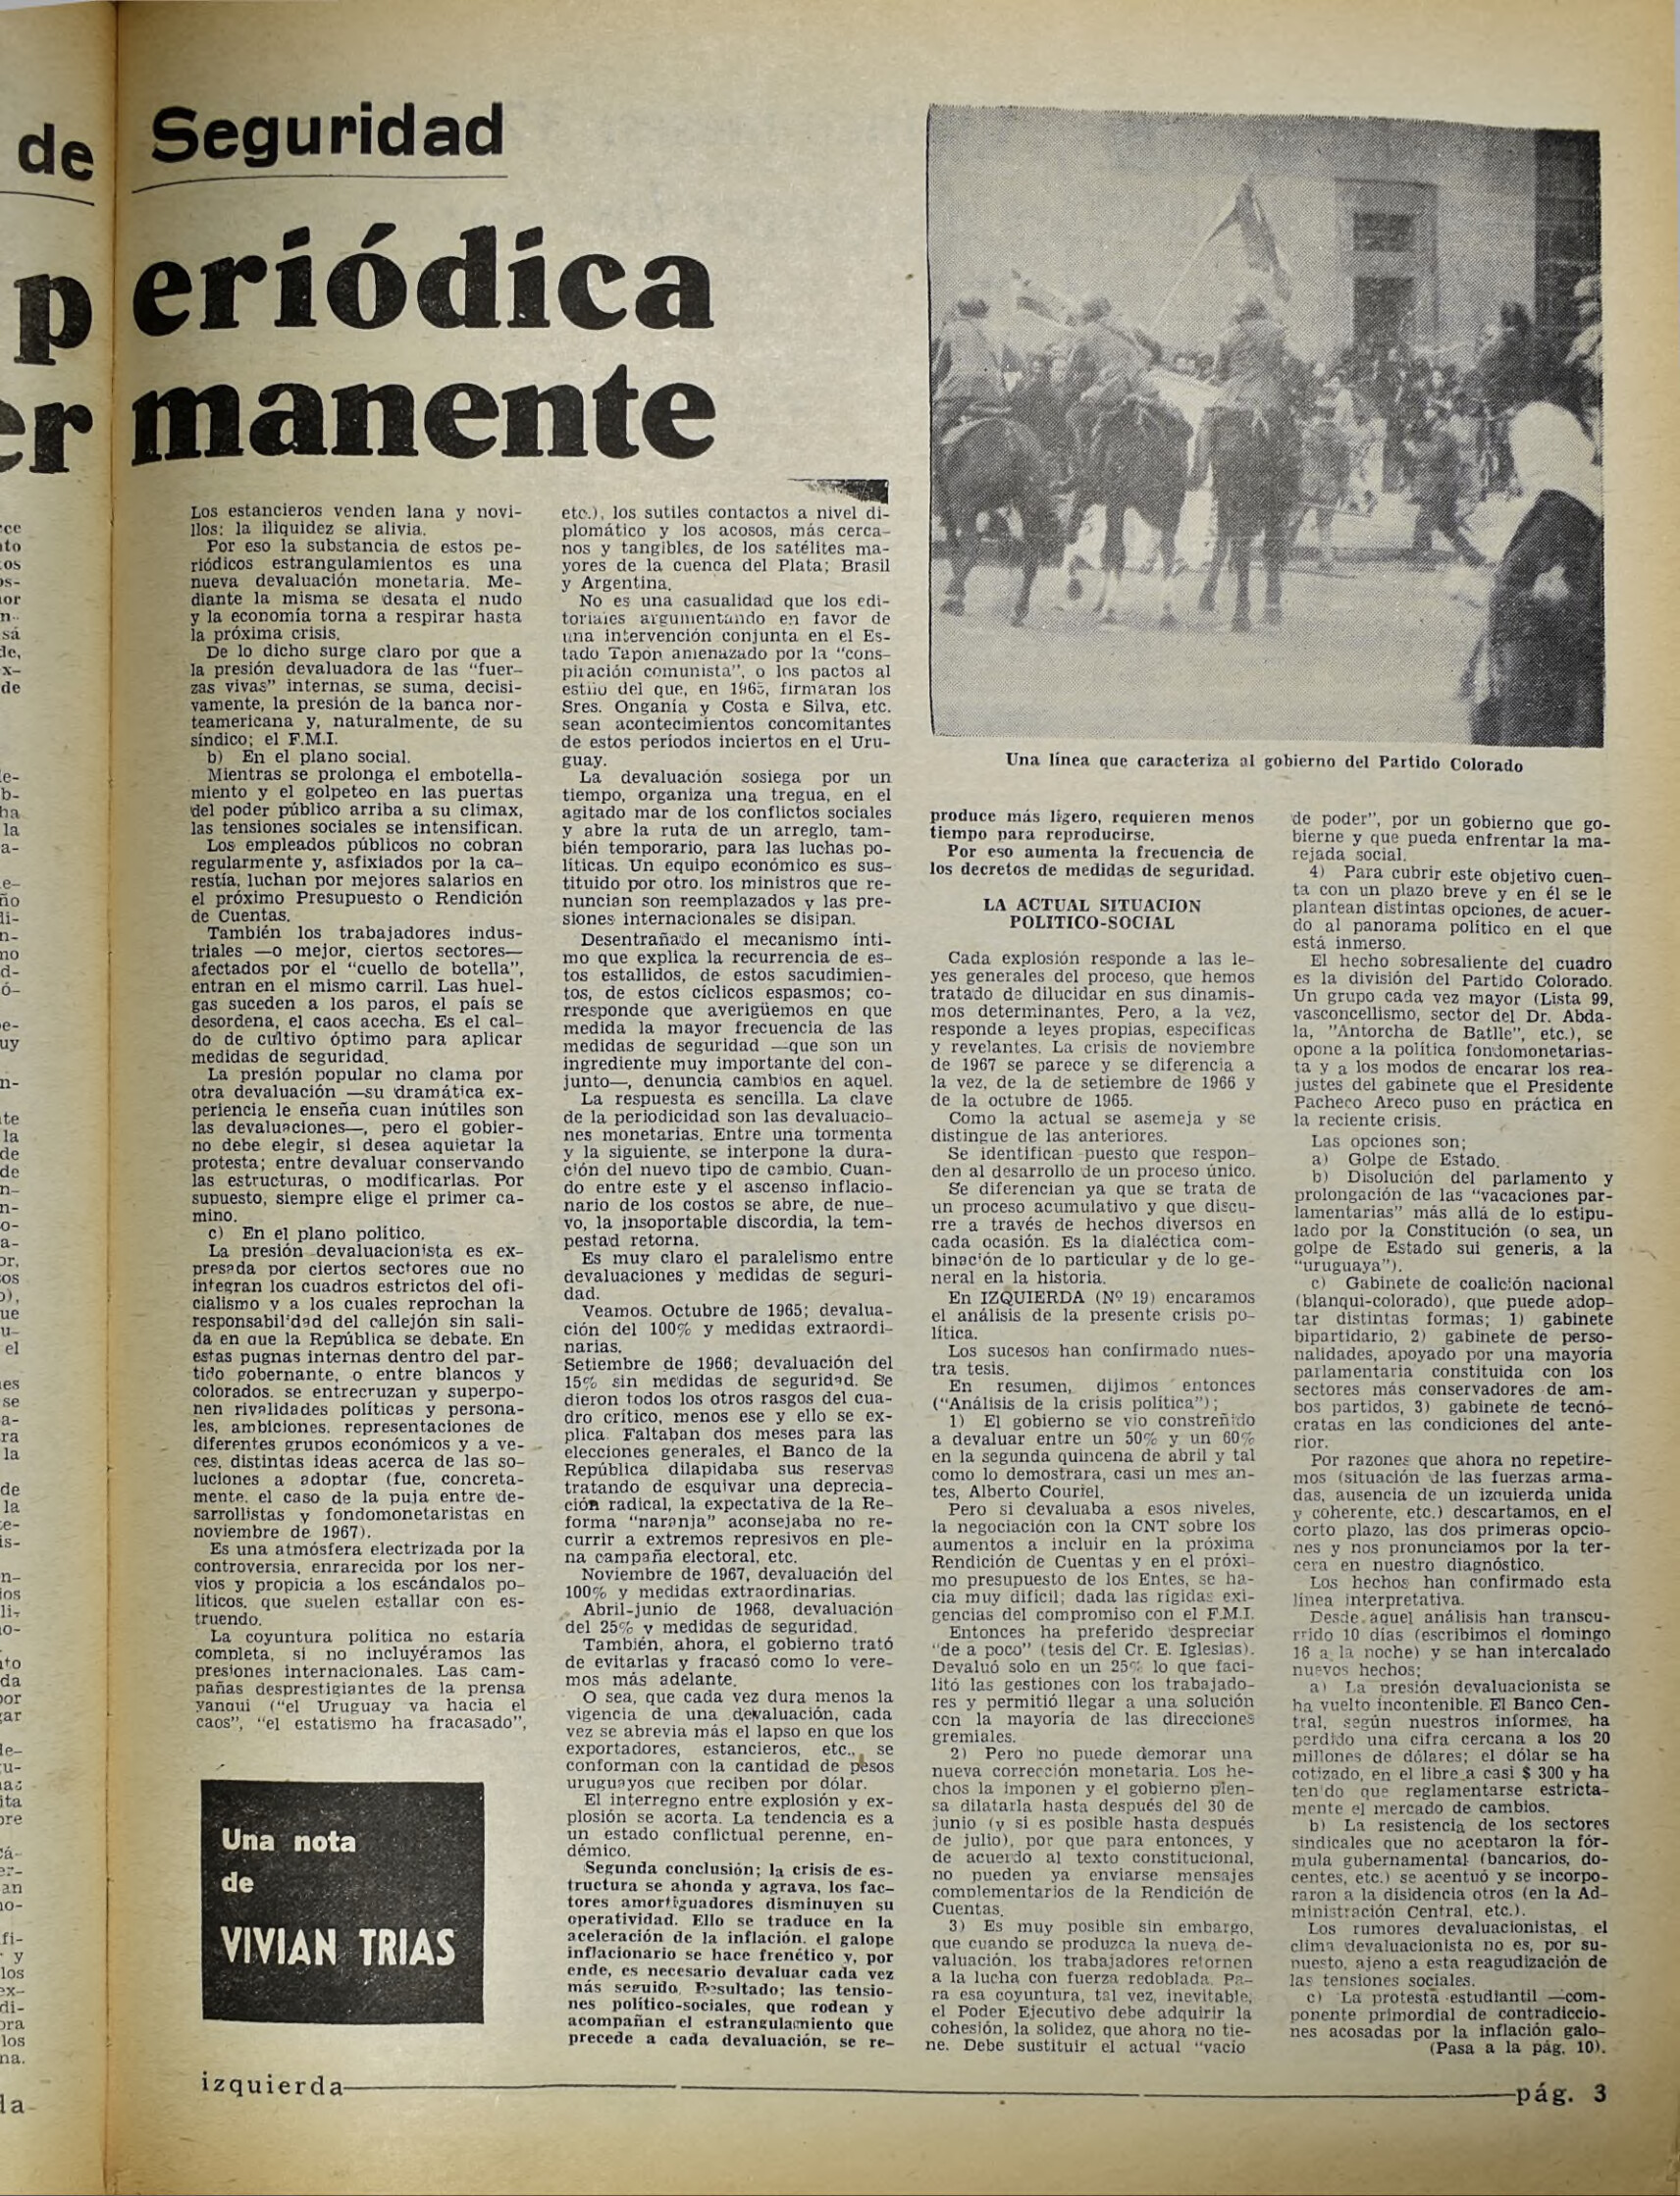 de Seguridad
periódica
er manente
Los estancieros venden lana y novi-
llos; la iliquidez se alivia.
Por eso la substancia de estos pe-
riódicos estrangulamientos es una
nueva devaluación monetaria. Me-
diante la misma se desata el nudo
y la economía torna a respirar hasta
la próxima crisis.
De lo dicho surge claro por que a
la presión devaluadora de las "fuer-
zas vivas" internas, se suma, decisi-
vamente, la presión de la banca nor-
teamericana y, naturalmente, de su
síndico; el F.M.I.
b) En el plano social.
Mientras se prolonga el embotella-
miento y el golpeteo en las puertas
del poder público arriba a su climax,
las tensiones sociales se intensifican.
Los empleados públicos no cobran
regularmente y, asfixiados por la ca-
restía, luchan por mejores salarios en
el próximo Presupuesto o Rendición
de Cuentas.
También los trabajadores indus-
triales —o mejor, ciertos sectores—
afectados por el "cuello de botella",
entran en el mismo carril. Las huel-
gas suceden a los paros, el país se
desordena, el caos acecha. Es el cal-
do de cultivo óptimo para aplicar
medidas de seguridad.
La presión popular no clama por
otra devaluación —su dramática ex-
periencia le enseña cuan inútiles son
las devaluaciones—, pero el gobier-
no debe elegir, si desea aquietar la
protesta; entre devaluar conservando
las estructuras, o modificarlas. Por
supuesto, siempre elige el primer ca-
mino.
c) En el plano político.
La presión devaluacionista es ex-
presada por ciertos sectores que no
integran los cuadros estrictos del ofi-
cialismo y a los cuales reprochan la
responsabilidad del callejón sin sali-
da en que la República se debate. En
estas pugnas internas dentro del par-
tido gobernante, o entre blancos y
colorados, se entrecruzan y superpo-
nen rivalidades políticas y persona-
les, ambiciones, representaciones de
diferentes grupos económicos y a ve-
ces, distintas ideas acerca de las so-
luciones a adoptar (fue, concreta-
mente, el caso de la puja entre de-
sarrollistas y fondomonetaristas en
noviembre de 1967).
Es una atmósfera electrizada por la
controversia, enrarecida por los ner-
vios y propicia a los escándalos po-
líticos, que suelen estallar con es-
truendo.
La coyuntura política no estaría
completa, si no incluyéramos las
presiones internacionales. Las cam-
pañas desprestigiantes de la prensa
yanqui ("el Uruguay va hacia el
caos", "el estatismo ha fracasado",
Una nota
de
VIVIAN TRIAS
etc.), los sutiles contactos a nivel di-
plomático y los acosos, más cerca-
nos y tangibles, de los satélites ma-
yores de la cuenca del Plata; Brasil
y Argentina.
No es una casualidad que los edi-
toriales argumentando en favor de
una intervención conjunta en el Es-
tado Tapón amenazado por la "cons-
piración comunista", o los pactos al
estilo del que, en 1965, firmaran los
Sres. Onganía y Costa e Silva, etc.
sean acontecimientos concomitantes
de estos períodos inciertos en el Uru-
guay.
La devaluación sosiega por un
tiempo, organiza una tregua, en el
agitado mar de los conflictos sociales
y abre la ruta de un arreglo, tam-
bién temporario, para las luchas po-
líticas. Un equipo económico es sus-
tituido por otro, los ministros que re-
nuncian son reemplazados y las pre-
siones internacionales se disipan.
Desentrañado el mecanismo ínti-
mo que explica la recurrencia de es-
tos estallidos, de estos sacudimien-
tos, de estos cíclicos espasmos; co-
rresponde que averigüemos en que
medida la mayor frecuencia de las
medidas de seguridad —que son un
ingrediente muy importante del con-
junto—, denuncia cambios en aquel.
La respuesta es sencilla. La clave
de la periodicidad son las devaluacio-
nes monetarias. Entre una tormenta
y la siguiente, se interpone la dura-
ción del nuevo tipo de cambio. Cuan-
do entre este y el ascenso inflacio-
nario de los costos se abre, de nue-
vo, la insoportable discordia, la tem-
pestad retorna.
Es muy claro el paralelismo entre
devaluaciones y medidas de seguri-
dad.
Veamos. Octubre de 1965; devalua-
ción del 100% y medidas extraordi-
narias.
Setiembre de 1966; devaluación del
15% sin medidas de seguridad. Se
dieron todos los otros rasgos del cua-
dro crítico, menos ese y ello se ex-
plica. Faltaban dos meses para las
elecciones generales, el Banco de la
República dilapidaba sus reservas
tratando de esquivar una deprecia-
ción radical, la expectativa de la Re-
forma "naranja" aconsejaba no re-
currir a extremos represivos en ple-
na campaña electoral, etc.
Noviembre de 1967, devaluación del
100% y medidas extraordinarias.
Abril-junio de 1968, devaluación
del 25% y medidas de seguridad.
También, ahora, el gobierno trató
de evitarlas y fracasó como lo vere-
mos más adelante.
O sea, que cada vez dura menos la
vigencia de una devaluación, cada
vez se abrevia más el lapso en que los
exportadores, estancieros, etc., se
conforman con la cantidad de pesos
uruguayos que reciben por dólar.
El interregno entre explosión y ex-
plosión se acorta. La tendencia es a
un estado conflictual perenne, en-
démico.
Segunda conclusión; la crisis de es-
tructura se ahonda y agrava, los fac-
tores amortiguadores disminuyen su
operatividad. Ello se traduce en la
aceleración de la inflación, el galope
inflacionario se hace frenético y, por
ende, es necesario devaluar cada vez
más seguido. Resultado; las tensio-
nes político-sociales, que rodean y
acompañan el estrangulamiento que
precede a cada devaluación, se re-
Una línea que caracteriza al gobierno del Partido Colorado
produce más ligero, requieren menos
tiempo para reproducirse.
Por eso aumenta la frecuencia de
los decretos de medidas de seguridad.
LA ACTUAL SITUACION
POLITICO-SOCIAL
Cada explosión responde a las le-
yes generales del proceso, que hemos
tratado de dilucidar en sus dinamis-
mos determinantes. Pero, a la vez,
responde a leyes propias, específicas
y revelantes. La crisis de noviembre
de 1967 se parece y se diferencia a
la vez, de la de setiembre de 1966 y
de la octubre de 1965.
Como la actual se asemeja y se
distingue de las anteriores.
Se identifican puesto que respon-
den al desarrollo de un proceso único.
Se diferencian ya que se trata de
un proceso acumulativo y que discu-
rre a través de hechos diversos en
cada ocasión. Es la dialéctica com-
binación de lo particular y de lo ge-
neral en la historia.
En IZQUIERDA (Nº 19) encaramos
el análisis de la presente crisis po-
lítica.
Los sucesos han confirmado nues-
tra tesis.
En resumen, dijimos entonces
("Análisis de la crisis política");
1) El gobierno se vio constreñido
a devaluar entre un 50% y un 60%
en la segunda quincena de abril y tal
como lo demostrara, casi un mes an-
tes, Alberto Couriel.
Pero si devaluaba a esos niveles,
la negociación con la CNT sobre los
aumentos a incluir en la próxima
Rendición de Cuentas y en el próxi-
mo presupuesto de los Entes, se ha-
cia muy difícil; dada las rígidas exi-
gencias del compromiso con el F.M.I.
Entonces ha preferido despreciar
"de a poco" (tesis del Cr. E. Iglesias).
Devaluó solo en un 25% lo que faci-
litó las gestiones con los trabajado-
res y permitió llegar a una solución
con la mayoría de las direcciones
gremiales.
2) Pero no puede demorar una
nueva corrección monetaria. Los he-
chos la imponen y el gobierno pien-
sa dilatarla hasta después del 30 de
junio (y si es posible hasta después
de julio), por que para entonces, y
de acuerdo al texto constitucional,
no pueden ya enviarse mensajes
complementarios de la Rendición de
Cuentas.
3) Es muy posible sin embargo,
que cuando se produzca la nueva de-
valuación, los trabajadores retornen
a la lucha con fuerza redoblada. Pa-
ra esa coyuntura, tal vez, inevitable,
el Poder Ejecutivo debe adquirir la
cohesión, la solidez, que ahora no tie-
ne. Debe sustituir el actual "vacío
de poder", por un gobierno que go-
bierne y que pueda enfrentar la ma-
rejada social.
4) Para cubrir este objetivo cuen-
ta con un plazo breve y en él se le
plantean distintas opciones, de acuer-
do al panorama político en el que
está inmerso.
El hecho sobresaliente del cuadro
es la división del Partido Colorado.
Un grupo cada vez mayor (Lista 99,
vasconcellismo, sector del Dr. Abda-
la, "Antorcha de Batlle", etc.), se
opone a la política fondomonetaris-
ta y a los modos de encarar los rea-
justes del gabinete que el Presidente
Pacheco Areco puso en práctica en
la reciente crisis.
Las opciones son;
a) Golpe de Estado.
b) Disolución del parlamento y
prolongación de las "vacaciones par-
lamentarias" más allá de lo estipu-
lado por la Constitución (o sea, un
golpe de Estado sui generis, a la
"uruguaya").
c) Gabinete de coalición nacional
(blanqui-colorado), que puede adop-
tar distintas formas; 1) gabinete
bipartidario, 2) gabinete de perso-
nalidades, apoyado por una mayoría
parlamentaria constituida con los
sectores más conservadores de am-
bos partidos, 3) gabinete de tecnó-
cratas en las condiciones del ante-
rior.
Por razones que ahora no repetire-
mos (situación de las fuerzas arma-
das, ausencia de un izquierda unida
y coherente, etc.) descartamos, en el
corto plazo, las dos primeras opcio-
nes y nos pronunciamos por la ter-
cera en nuestro diagnóstico.
Los hechos han confirmado esta
línea interpretativa.
Desde aquel análisis han transcu-
rrido 10 días (escribimos el domingo
16 a la noche) y se han intercalado
nuevos hechos;
a) La presión devaluacionista se
ha vuelto incontenible. El Banco Cen-
tral, según nuestros informes, ha
perdido una cifra cercana a los 20
millones de dólares; el dólar se ha
cotizado, en el libre a casi $ 300 y ha
tenido que reglamentarse estricta-
mente el mercado de cambios.
b) La resistencia de los sectores
sindicales que no aceptaron la fór-
mula gubernamental (bancarios, do-
centes, etc.) se acentuó y se incorpo-
raron a la disidencia otros (en la Ad-
ministración Central, etc.).
Los rumores devaluacionistas, el
clima devaluacionista no es, por su-
puesto, ajeno a esta reagudización de
las tensiones sociales.
c) La protesta estudiantil —com-
ponente primordial de contradiccio-
nes acosadas por la inflación galo-
(Pasa a la pág. 10).
izquierda
pág. 3